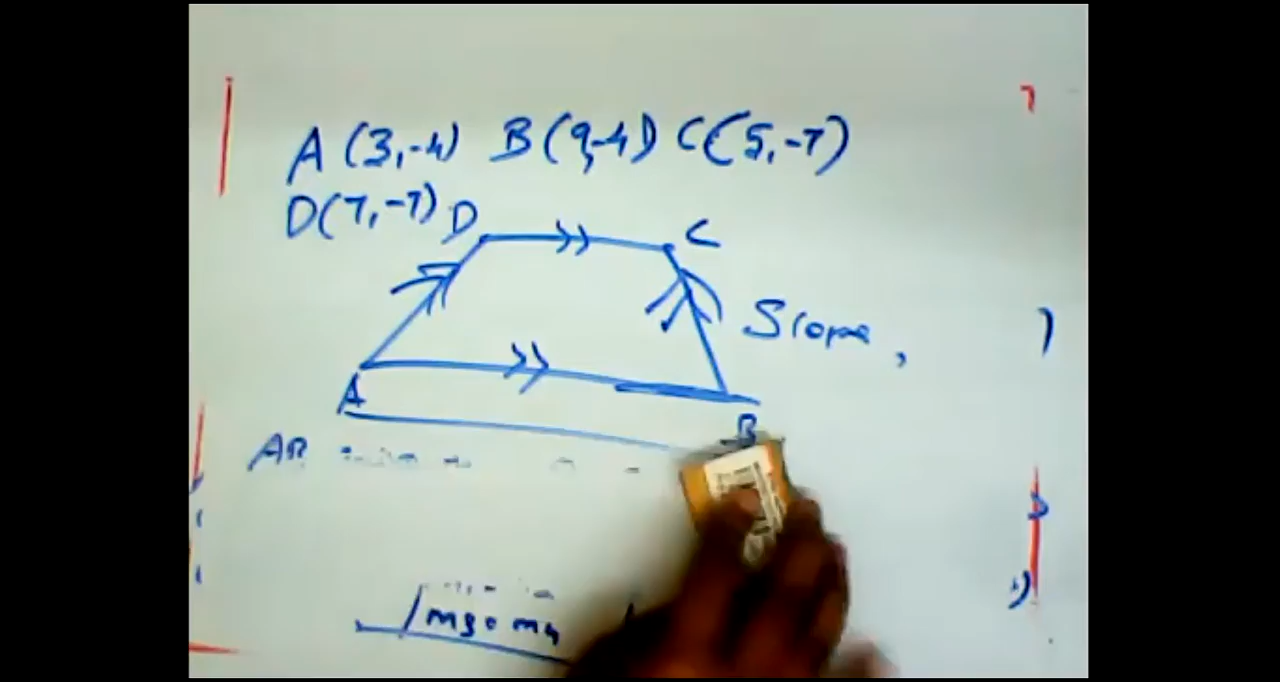 A (3,-4) B (9,-4) C(5,-7)
D(7,-7) D
C
Slope,
A
B
AB